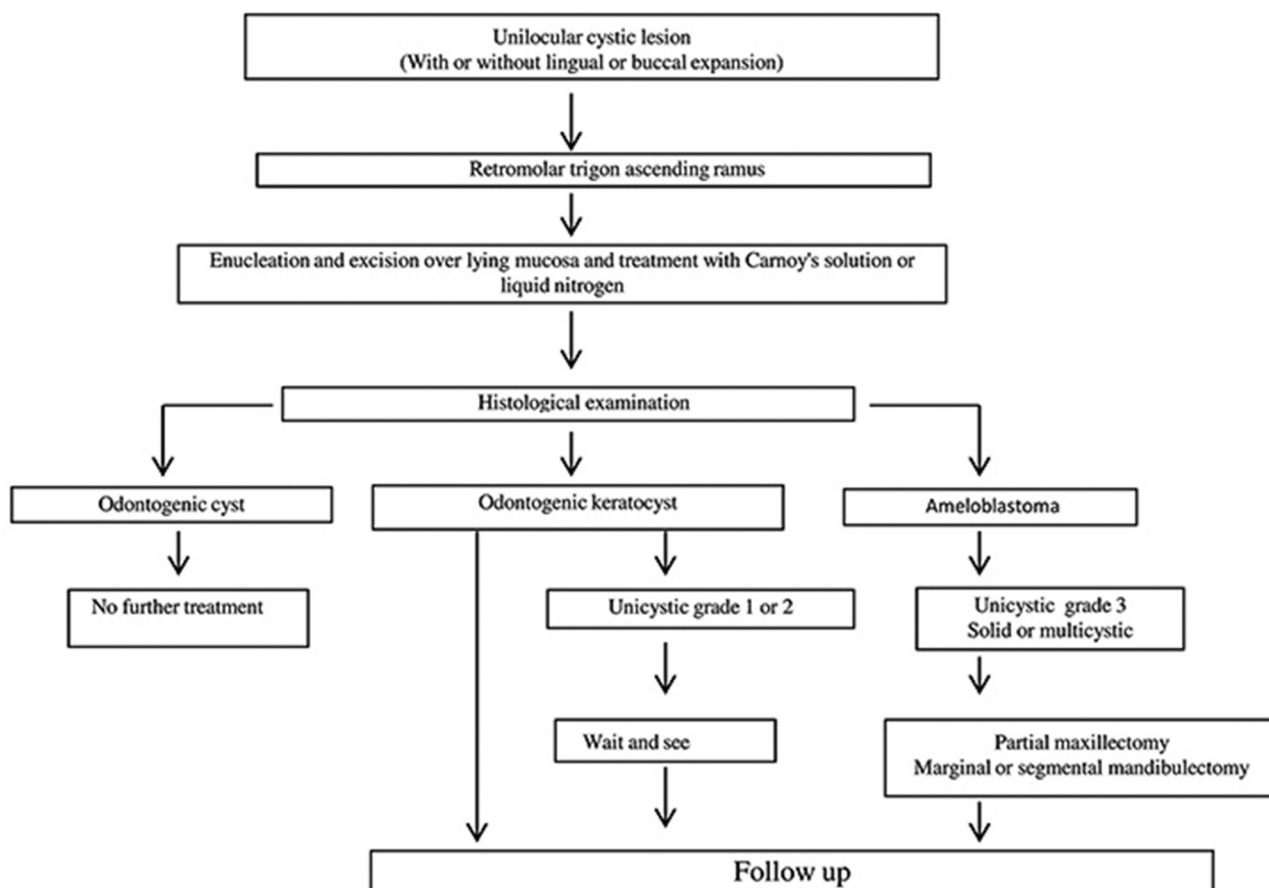 Unilocular cystic lesion
(With or without lingual or buccal expansion)
Retromolar trigon ascending ramus
Enucleation and excision over lying mucosa and treatment with Carnoy's solution or
liquid nitrogen
Histological examination
Odontogenic cyst
Odontogenic keratocyst
Ameloblastoma
No further treatment
Unicystic grade 1 or 2
Unicystic grade 3
Solid or multicystic
Wait and see
Partial maxillectomy
Marginal or segmental mandibulectomy
Follow up